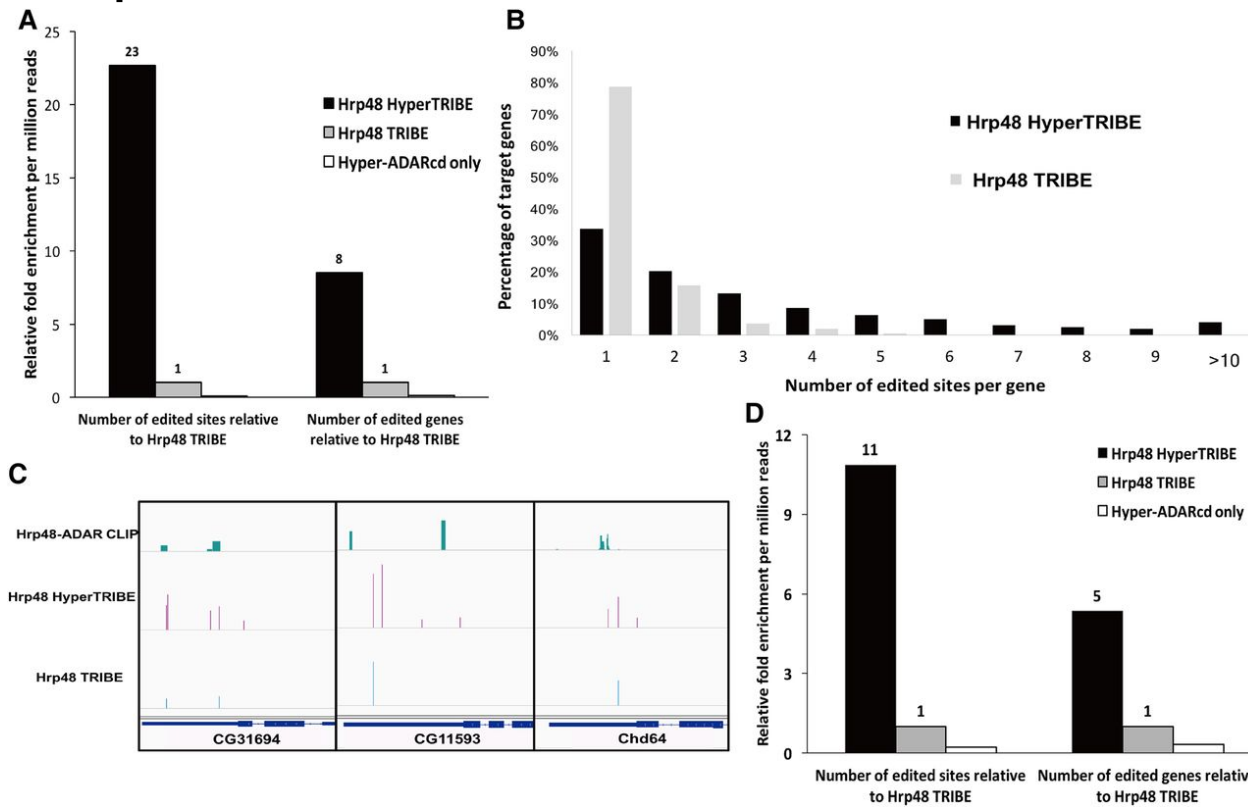 A
25
20
15
10
5
0
Relative fold enrichment per million reads
23
1
8
1
Hrp48 HyperTRIBE
Hrp48 TRIBE
Hyper-ADARcd only
Number of edited sites relative
to Hrp48 TRIBE
Number of edited genes
relative to Hrp48 TRIBE
B
90%
80%
70%
60%
50%
40%
30%
20%
10%
0%
Percentage of target genes
Hrp48 HyperTRIBE
Hrp48 TRIBE
1 2 3 4 5 6 7 8 9 >10
Number of edited sites per gene
C
Hrp48-ADAR CLIP
Hrp48 HyperTRIBE
Hrp48 TRIBE
CG31694 CG11593 Chd64
D
12
9
6
3
0
Relative fold enrichment per million reads
11
1
5
1
Hrp48 HyperTRIBE
Hrp48 TRIBE
Hyper-ADARcd only
Number of edited sites relative
to Hrp48 TRIBE
Number of edited genes relative
to Hrp48 TRIBE